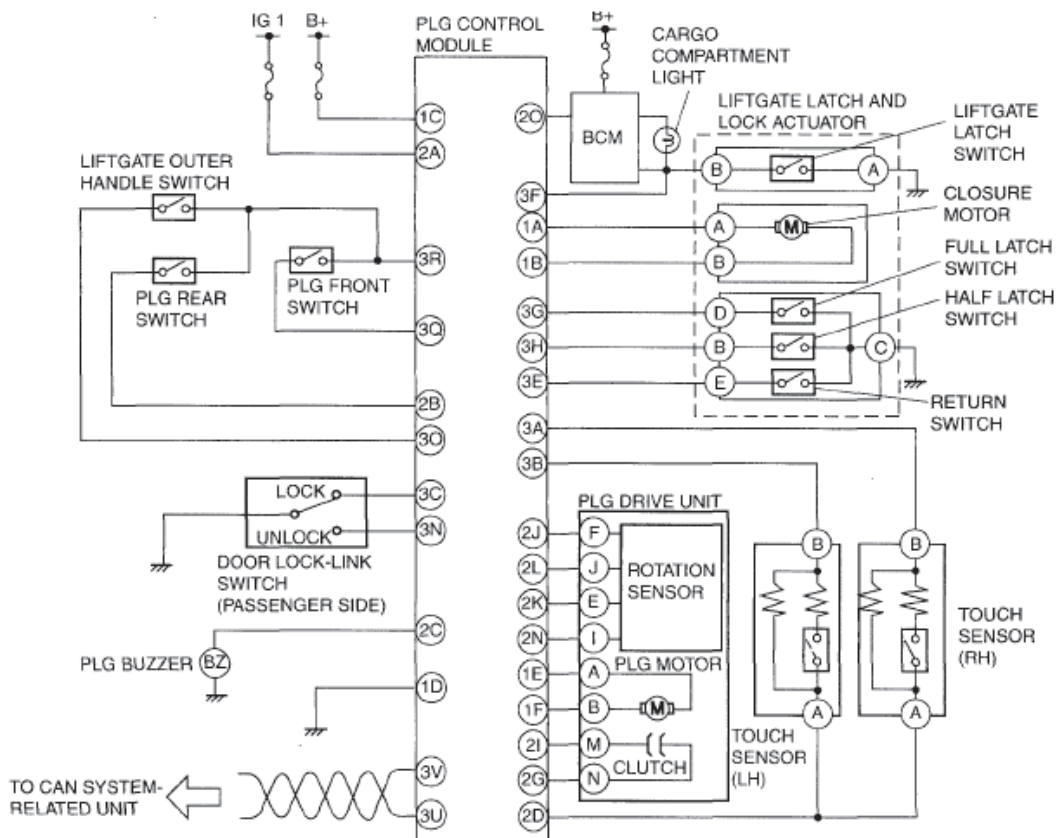 IG 1
B+
PLG CONTROL
MODULE
B+
CARGO
COMPARTMENT
LIGHT
LIFTGATE LATCH AND
LOCK ACTUATOR
LIFTGATE
LATCH
SWITCH
1C
2A
2O
BCM
3F
B
A
LIFTGATE OUTER
HANDLE SWITCH
CLOSURE
MOTOR
1A
A
M
1B
B
3R
PLG REAR
SWITCH
PLG FRONT
SWITCH
FULL LATCH
SWITCH
HALF LATCH
SWITCH
3Q
3G
D
3H
B
C
3E
E
RETURN
SWITCH
2B
3O
3A
3B
LOCK
UNLOCK
3C
3N
DOOR LOCK-LINK
SWITCH
(PASSENGER SIDE)
PLG DRIVE UNIT
2J
F
2L
J
2K
E
2N
I
ROTATION
SENSOR
B
B
TOUCH
SENSOR
(RH)
2C
PLG BUZZER
BZ
1D
PLG MOTOR
1E
A
1F
B
M
2I
M
CLUTCH
2G
N
A
A
TOUCH
SENSOR
(LH)
TO CAN SYSTEM-
RELATED UNIT
3V
3U
2D